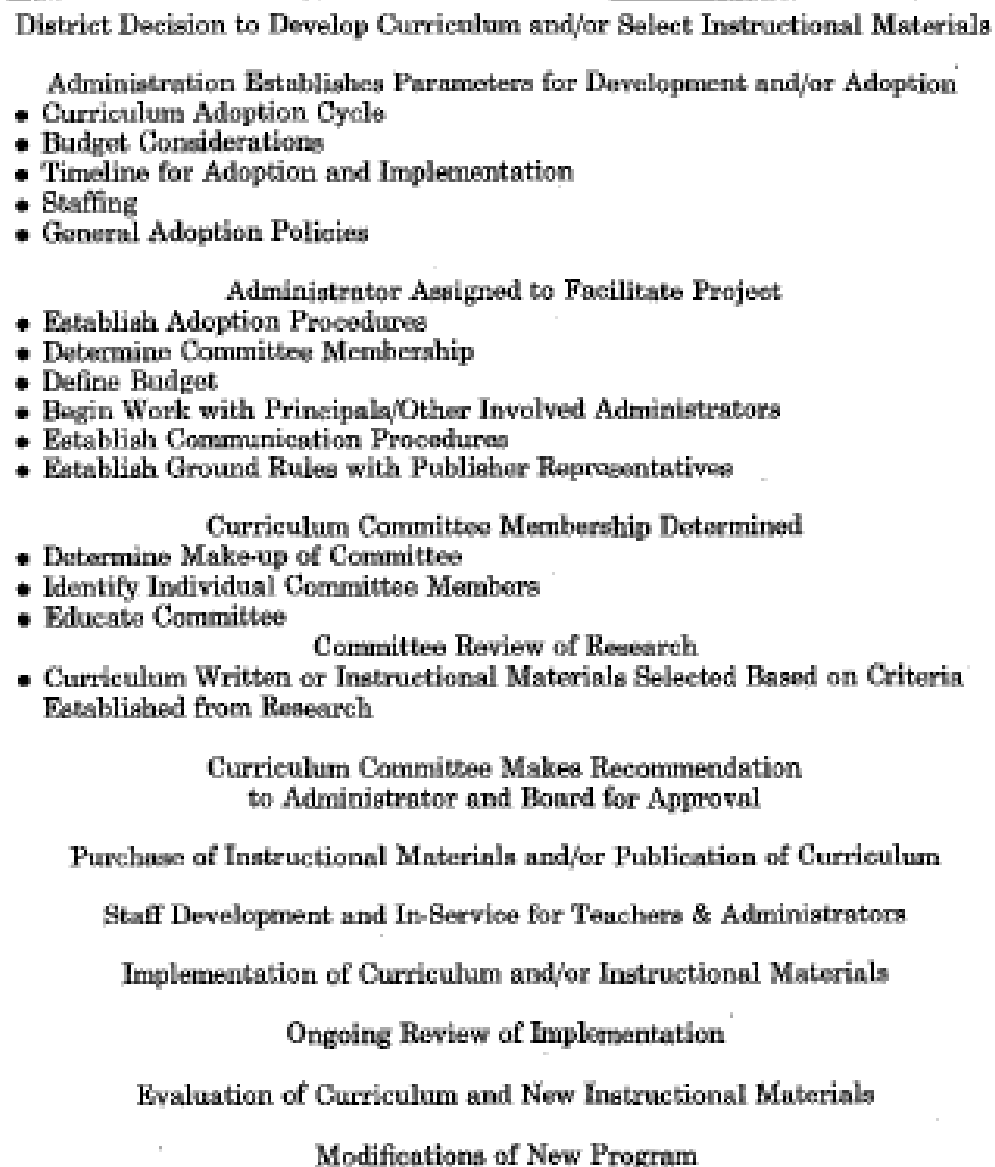 District Decision to Develop Curriculum and/or Select Instructional Materials
Administration Establishes Parameters for Development and/or Adoption
• Curriculum Adoption Cycle
• Budget Considerations
• Timeline for Adoption and Implementation
• Staffing
• General Adoption Policies
Administrator Assigned to Facilitate Project
• Establish Adoption Procedures
• Determine Committee Membership
• Define Budget
• Begin Work with Principals/Other Involved Administrators
• Establish Communication Procedures
• Establish Ground Rules with Publisher Representatives
Curriculum Committee Membership Determined
• Determine Make-up of Committee
• Identify Individual Committee Members
• Educate Committee
Committee Review of Research
• Curriculum Written or Instructional Materials Selected Based on Criteria
Established from Research
Curriculum Committee Makes Recommendation
to Administrator and Board for Approval
Purchase of Instructional Materials and/or Publication of Curriculum
Staff Development and In-Service for Teachers & Administrators
Implementation of Curriculum and/or Instructional Materials
Ongoing Review of Implementation
Evaluation of Curriculum and New Instructional Materials
Modifications of New Program